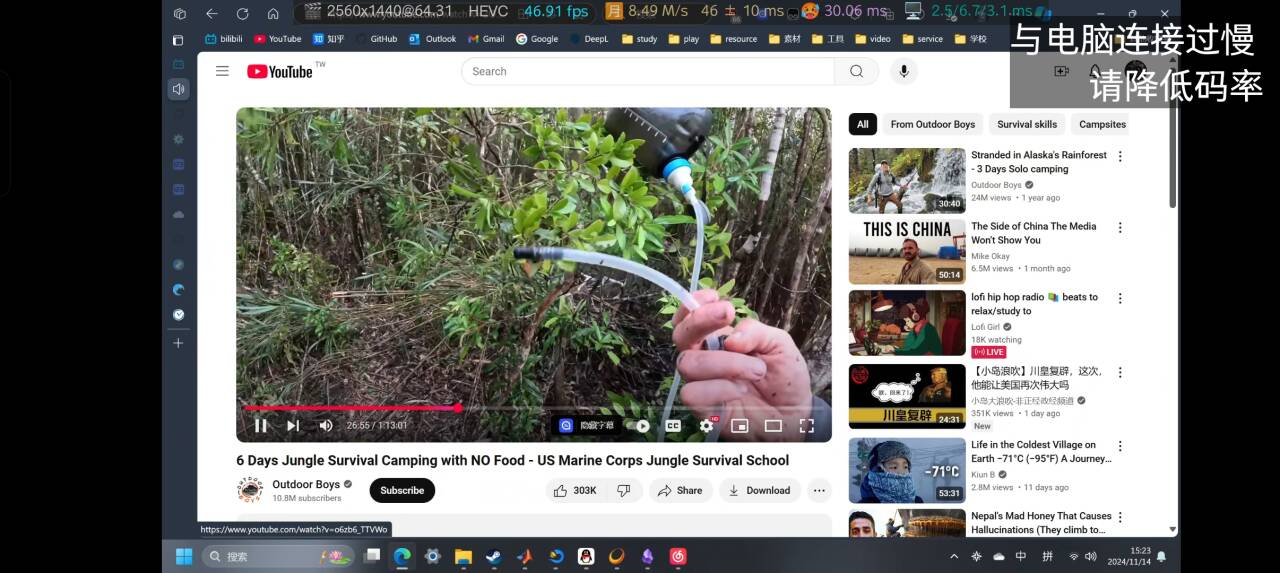 2560x1440@64.31 HEVC 46.91 fps 月 8.49 M/s 46 ± 10 ms 30.06 ms 2.5/6.7/3.1ms
与电脑连接过慢
请降低码率
bilibili YouTube 知 知乎 GitHub Outlook Gmail Google DeepL study play resource 素材 工具 video service 学校
YouTube TW
Search
All From Outdoor Boys Survival skills Campsites
Stranded in Alaska's Rainforest
- 3 Days Solo camping
Outdoor Boys
24M views • 1 year ago
30:40
THIS IS CHINA
The Side of China The Media
Won't Show You
Mike Okay
6.5M views • 1 month ago
50:14
lofi hip hop radio 📚 beats to
relax/study to
Lofi Girl
18K watching
LIVE
【小岛浪吹】川皇复辟，这次，
他能让美国再次伟大吗
小岛大浪吹-非正经政经频道
351K views • 1 day ago
New
川皇复辟
24:31
Life in the Coldest Village on
Earth −71°C (−95°F) A Journey...
Kiun B
2.8M views • 11 days ago
−71°C
53:31
Nepal's Mad Honey That Causes
Hallucinations (They climb to...
26:55 / 1:13:01
隐藏字幕
CC
HD
6 Days Jungle Survival Camping with NO Food - US Marine Corps Jungle Survival School
Outdoor Boys
10.8M subscribers
Subscribe
303K
Share
Download
https://www.youtube.com/watch?v=o6zb6_TTVWo
搜索
中 拼
15:23
2024/11/14